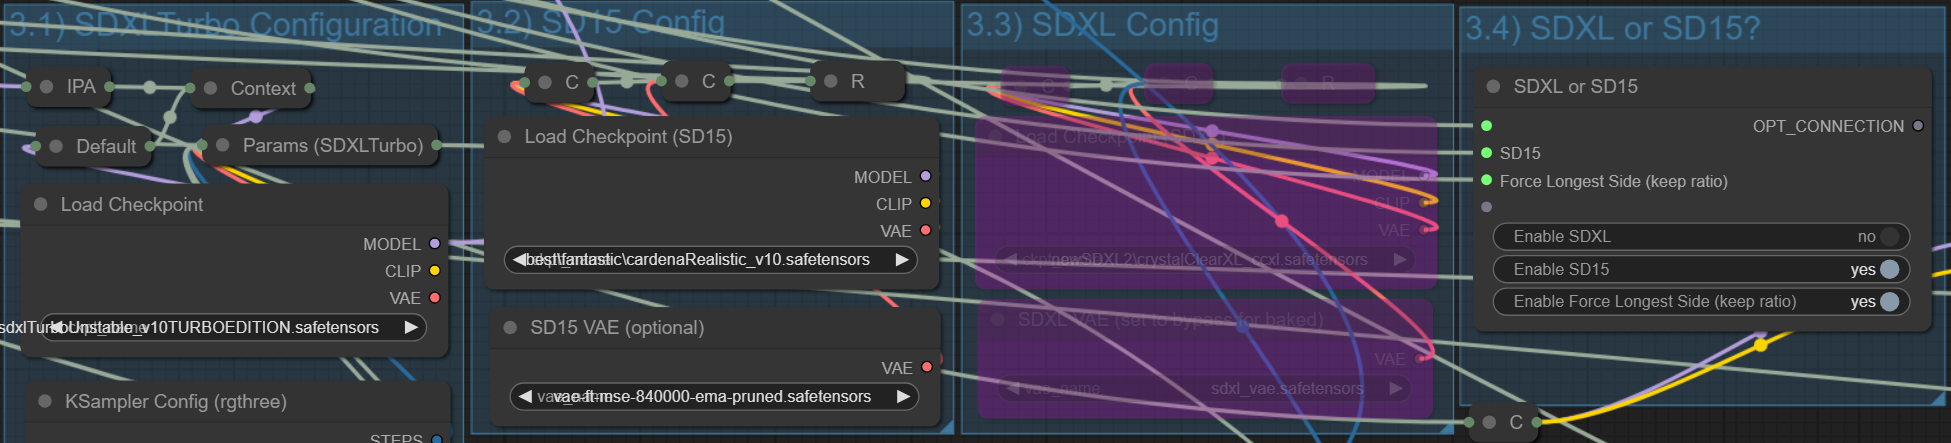 3.1) SDXLTurbo Configuration
IPA
Context
Default
Params (SDXLTurbo)
Load Checkpoint
MODEL
CLIP
VAE
Unstable_v10TURBOEDITION.safetensors
KSampler Config (rgthree)
STEPS
3.2) SD15 Config
C
C
R
Load Checkpoint (SD15)
MODEL
CLIP
VAE
best\fantastic\cardenaRealistic_v10.safetensors
SD15 VAE (optional)
VAE
vae-ft-mse-840000-ema-pruned.safetensors
3.3) SDXL Config
C
C
R
Load Checkpoint
MODEL
CLIP
VAE
newSDXL2\crystalClearXL_ccxl.safetensors
SDXL VAE (set to bypass for baked)
VAE
vae_name sdxl_vae.safetensors
3.4) SDXL or SD15?
SDXL or SD15
OPT_CONNECTION
SD15
Force Longest Side (keep ratio)
Enable SDXL no
Enable SD15 yes
Enable Force Longest Side (keep ratio) yes
C